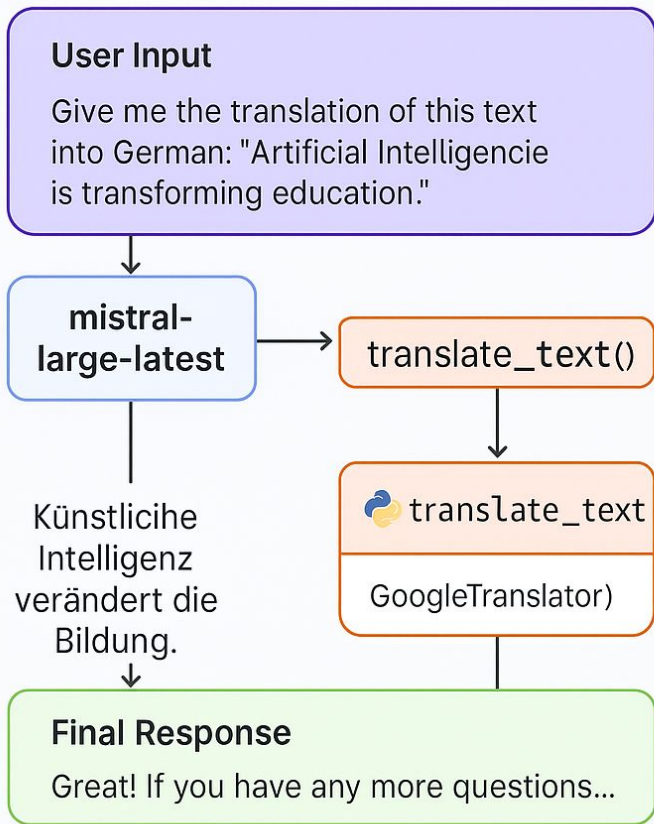 User Input
Give me the translation of this text
into German: "Artificial Intelligencie
is transforming education."
mistral-
large-latest
translate_text()
translate_text
GoogleTranslator)
Künstlicihe
Intelligenz
verändert die
Bildung.
Final Response
Great! If you have any more questions...